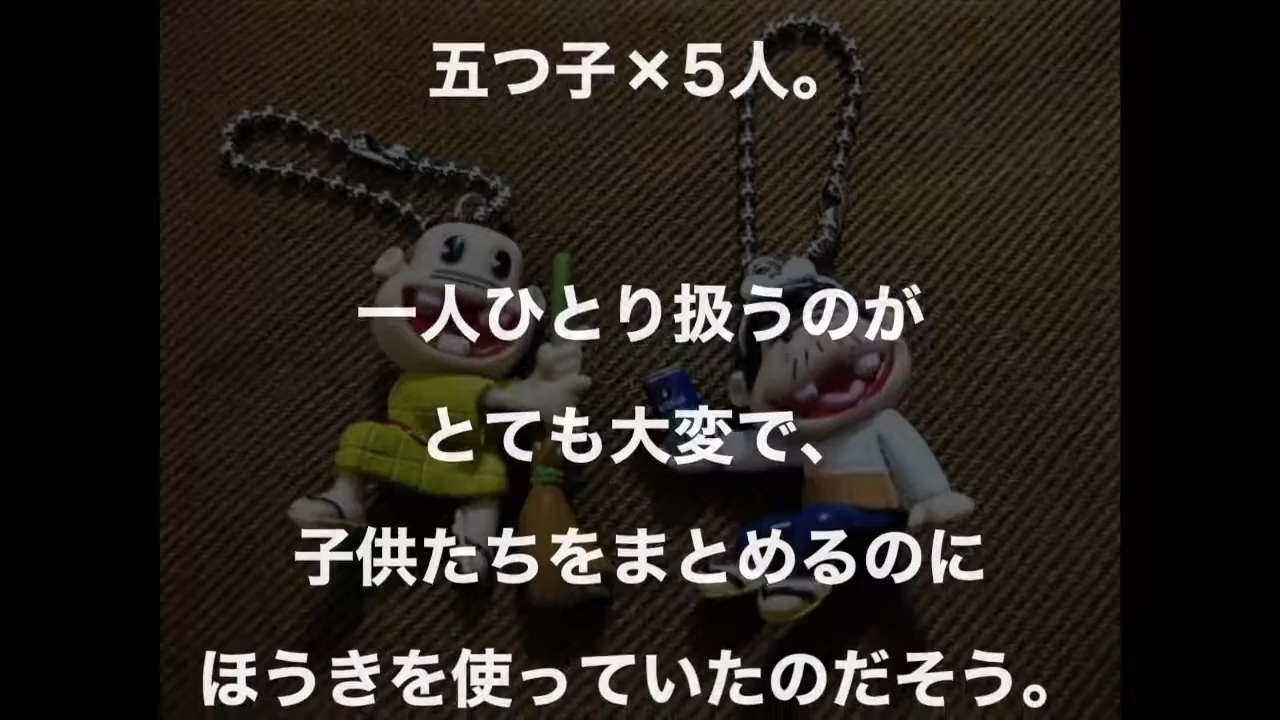 五つ子×5人。
一人ひとり扱うのが
とても大変で、
子供たちをまとめるのに
ほうきを使っていたのだそう。